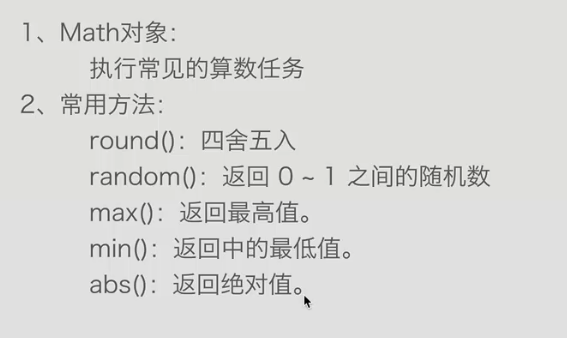 1、Math对象：
执行常见的算数任务
2、常用方法：
round()：四舍五入
random()：返回 0 ~ 1 之间的随机数
max()：返回最高值。
min()：返回中的最低值。
abs()：返回绝对值。